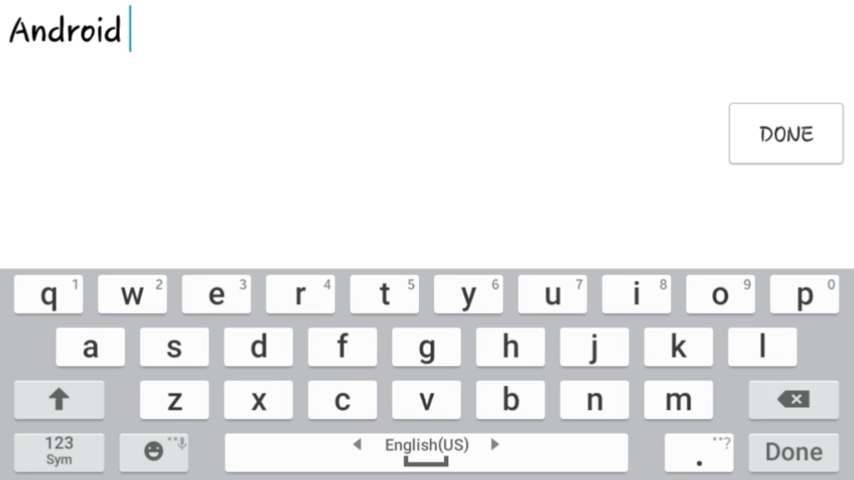 Android
DONE
q 1 w 2 e 3 r 4 t 5 y 6 u 7 i 8 o 9 p 0
a s d f g h j k l
z x c v b n m
123 Sym English(US) . ? Done